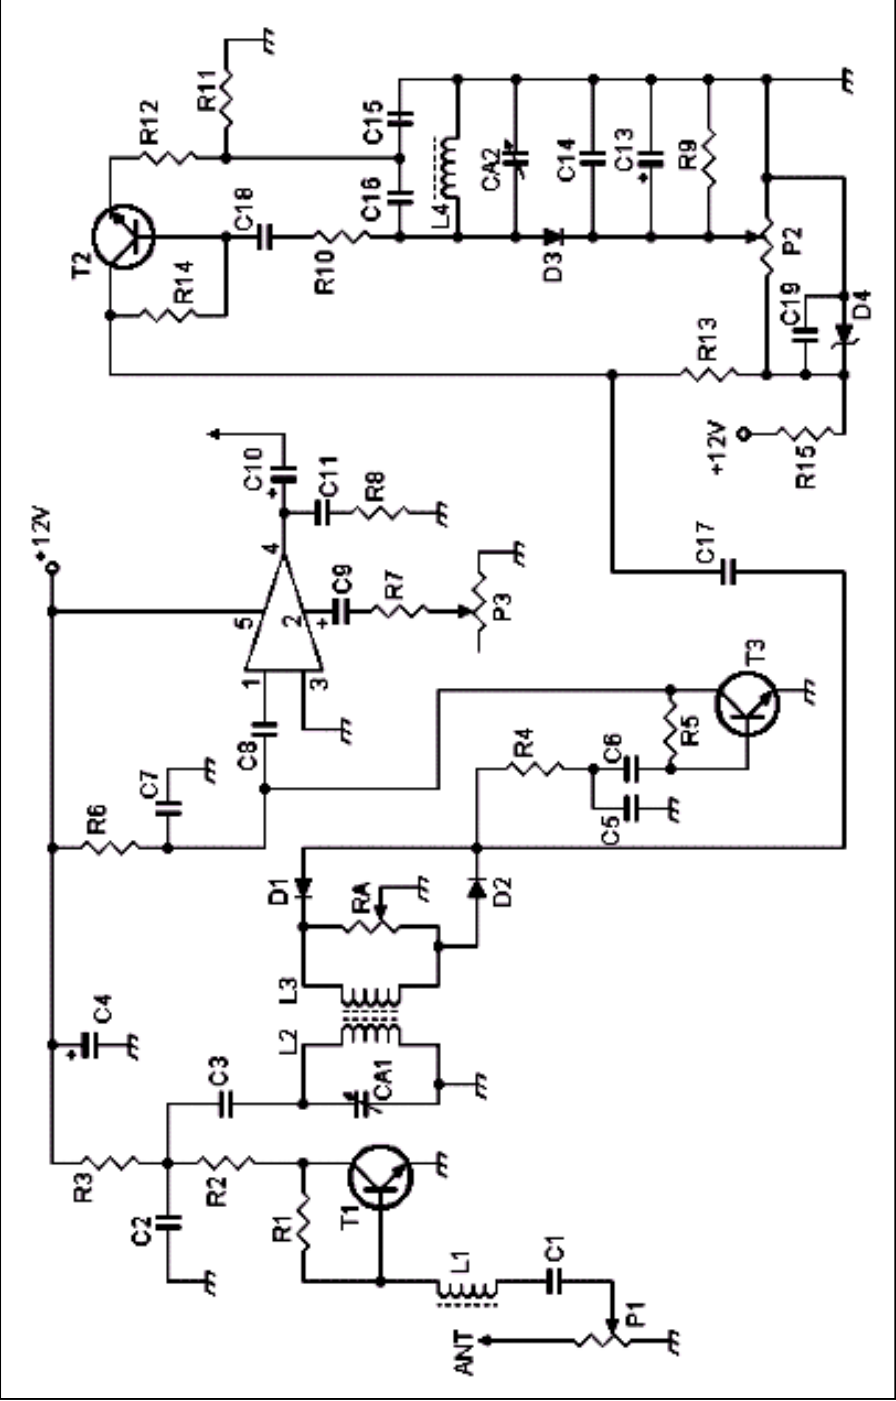 ANT
P1
C1
L1
R1
T1
C2
R2
R3
C3
CA1
L2
L3
C4
+12V
D1
RA
D2
R6
C7
C8
1
3
5
2
4
+
C9
R7
P3
+
C10
C11
R8
R4
C5
C6
R5
T3
C17
+12V
R15
R13
C19
D4
P2
T2
R14
R12
R11
C18
R10
C16
C15
L4
CA2
D3
C14
C13
+
R9
+